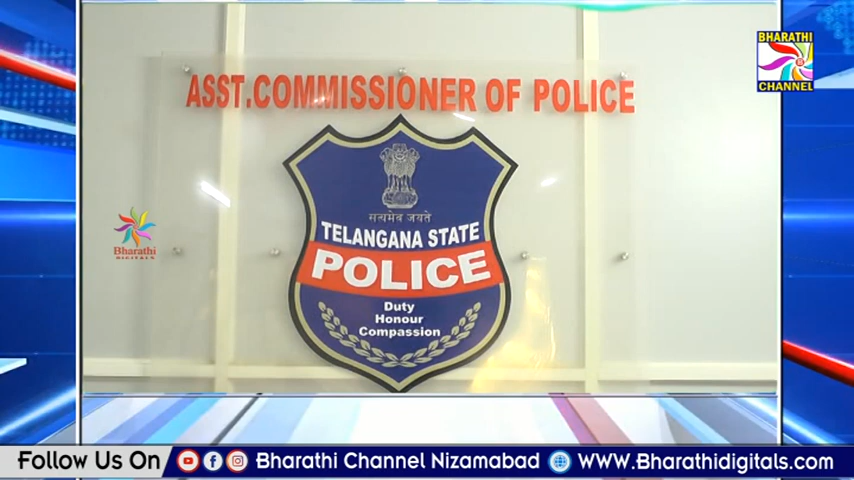 BHARATHI
CHANNEL
ASST.COMMISSIONER OF POLICE
सत्यमेव जयते
TELANGANA STATE
POLICE
Duty
Honour
Compassion
Bharathi
DIGITALS
Follow Us On Bharathi Channel Nizamabad www.Bharathidigitals.com